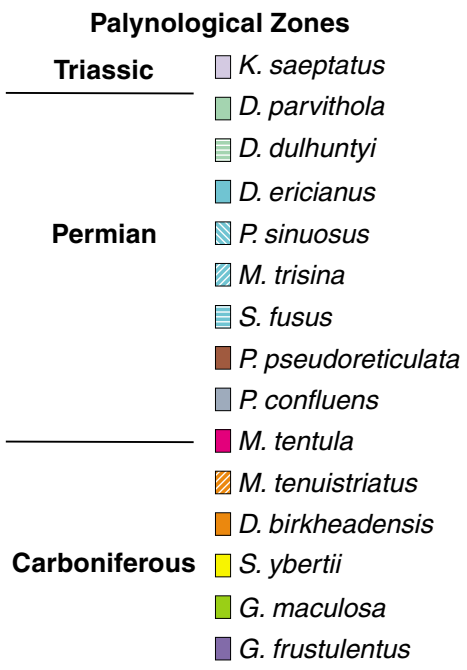 Palynological Zones
Triassic
K. saeptatus
D. parvithola
D. dulhuntyi
D. ericianus
Permian
P. sinuosus
M. trisina
S. fusus
P. pseudoreticulata
P. confluens
M. tentula
M. tenuistriatus
D. birkheadensis
Carboniferous
S. ybertii
G. maculosa
G. frustulentus